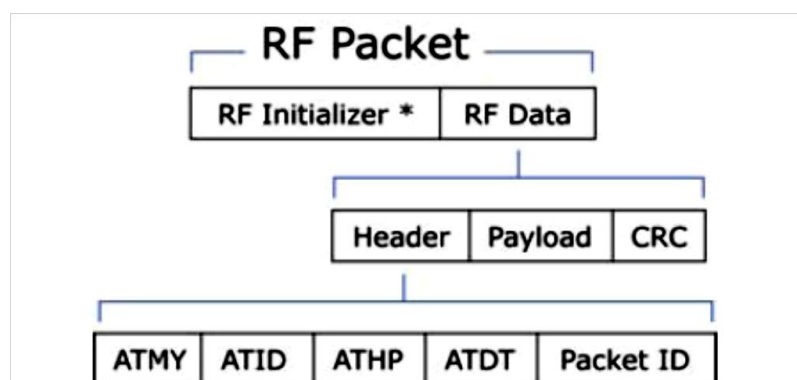 RF Packet
RF Initializer * RF Data
Header Payload CRC
ATMY ATID ATHP ATDT Packet ID